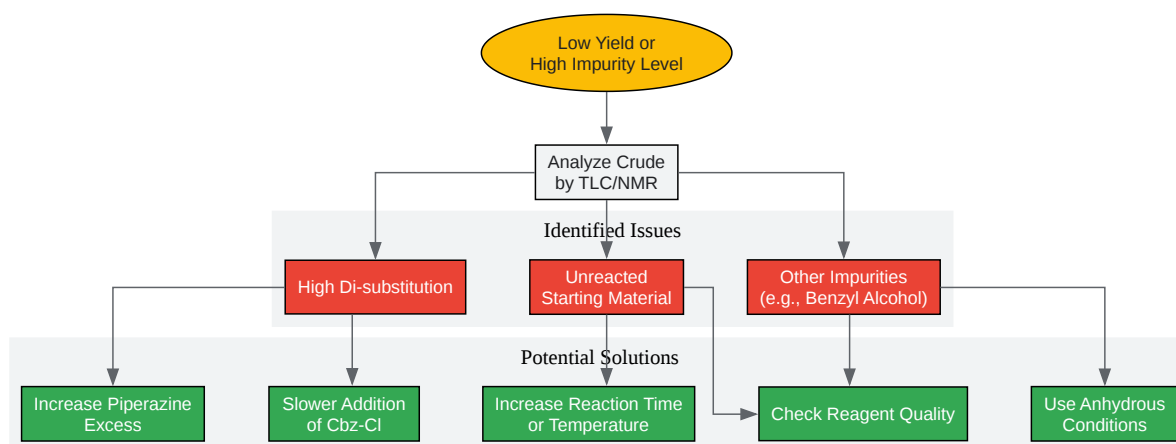 Low Yield or
High Impurity Level
Analyze Crude
by TLC/NMR
Identified Issues
High Di-substitution
Unreacted
Starting Material
Other Impurities
(e.g., Benzyl Alcohol)
Potential Solutions
Increase Piperazine
Excess
Slower Addition
of Cbz-Cl
Increase Reaction Time
or Temperature
Check Reagent Quality
Use Anhydrous
Conditions